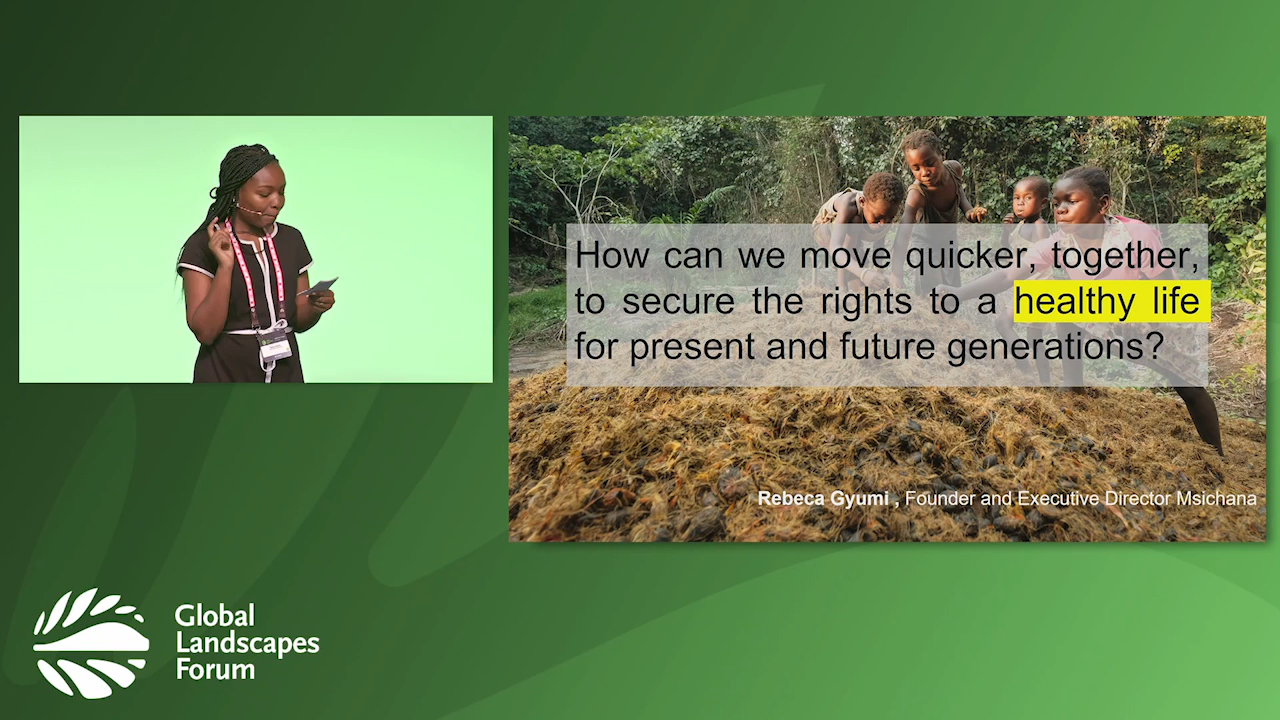 How can we move quicker, together,
to secure the rights to a healthy life
for present and future generations?
Rebeca Gyumi , Founder and Executive Director Msichana
Global
Landscapes
Forum